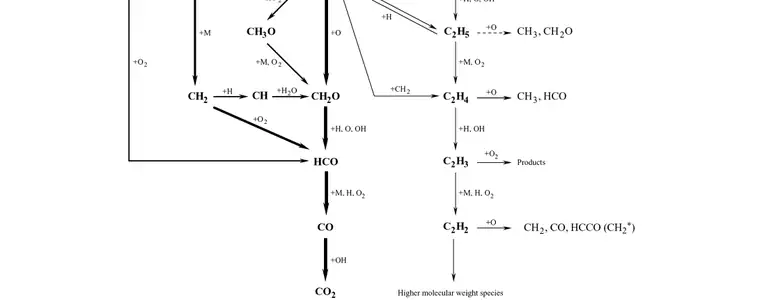 +H
+M
CH3O
+O
C2H5
+O
CH3, CH2O
+O2
+M, O2
+M, O2
CH2
+H
CH
+H2O
CH2O
+CH2
C2H4
+O
CH3, HCO
+O2
+H, O, OH
+H, OH
HCO
C2H3
+O2
Products
+M, H, O2
+M, H, O2
CO
C2H2
+O
CH2, CO, HCCO (CH2*)
+OH
CO2
Higher molecular weight species